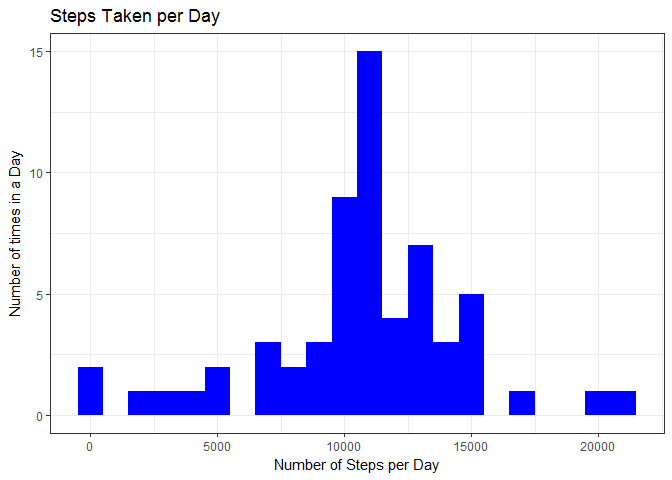 Steps Taken per Day
Number of times in a Day
15
10
5
0
0 5000 10000 15000 20000
Number of Steps per Day